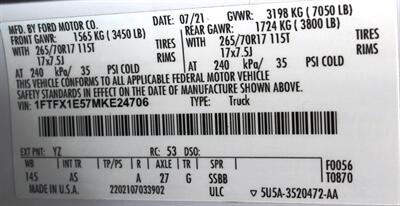 MFD. BY FORD MOTOR CO. DATE: 07/21 GVWR: 3198 KG (7050 LB)
FRONT GAWR: 1565 KG (3450 LB) REAR GAWR: 1724 KG (3800 LB)
WITH 265/70R17 115T TIRES WITH 265/70R17 115T TIRES
17x7.5J RIMS 17x7.5J RIMS
AT 240 kPa/ 35 PSI COLD AT 240 kPa/ 35 PSI COLD
THIS VEHICLE CONFORMS TO ALL APPLICABLE FEDERAL MOTOR VEHICLE
SAFETY STANDARDS IN EFFECT ON THE DATE OF MANUFACTURE SHOWN ABOVE.
VIN: 1FTFX1E57MKE24706 TYPE: Truck
EXT PNT: YZ RC: 53 DSO:
WB INT TR TP/PS R AXLE TR SPR F0056
145 AS A 27 G SSBB T0870
MADE IN U.S.A. 2202107033902 ULC 5U5A-3520472-AA